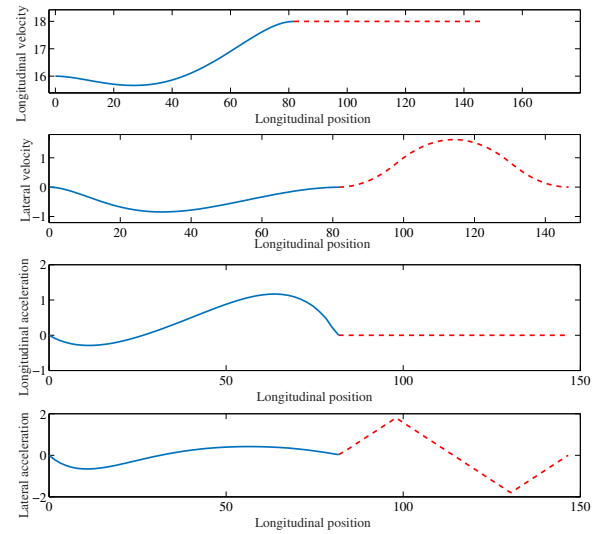 Longitudinal velocity
18
16
0 20 40 60 80 100 120 140 160
Longitudinal position
Lateral velocity
1
0
−1
0 20 40 60 80 100 120 140
Longitudinal position
Longitudinal acceleration
2
1
0
−1
0 50 100 150
Longitudinal position
Lateral acceleration
2
0
−2
0 50 100 150
Longitudinal position